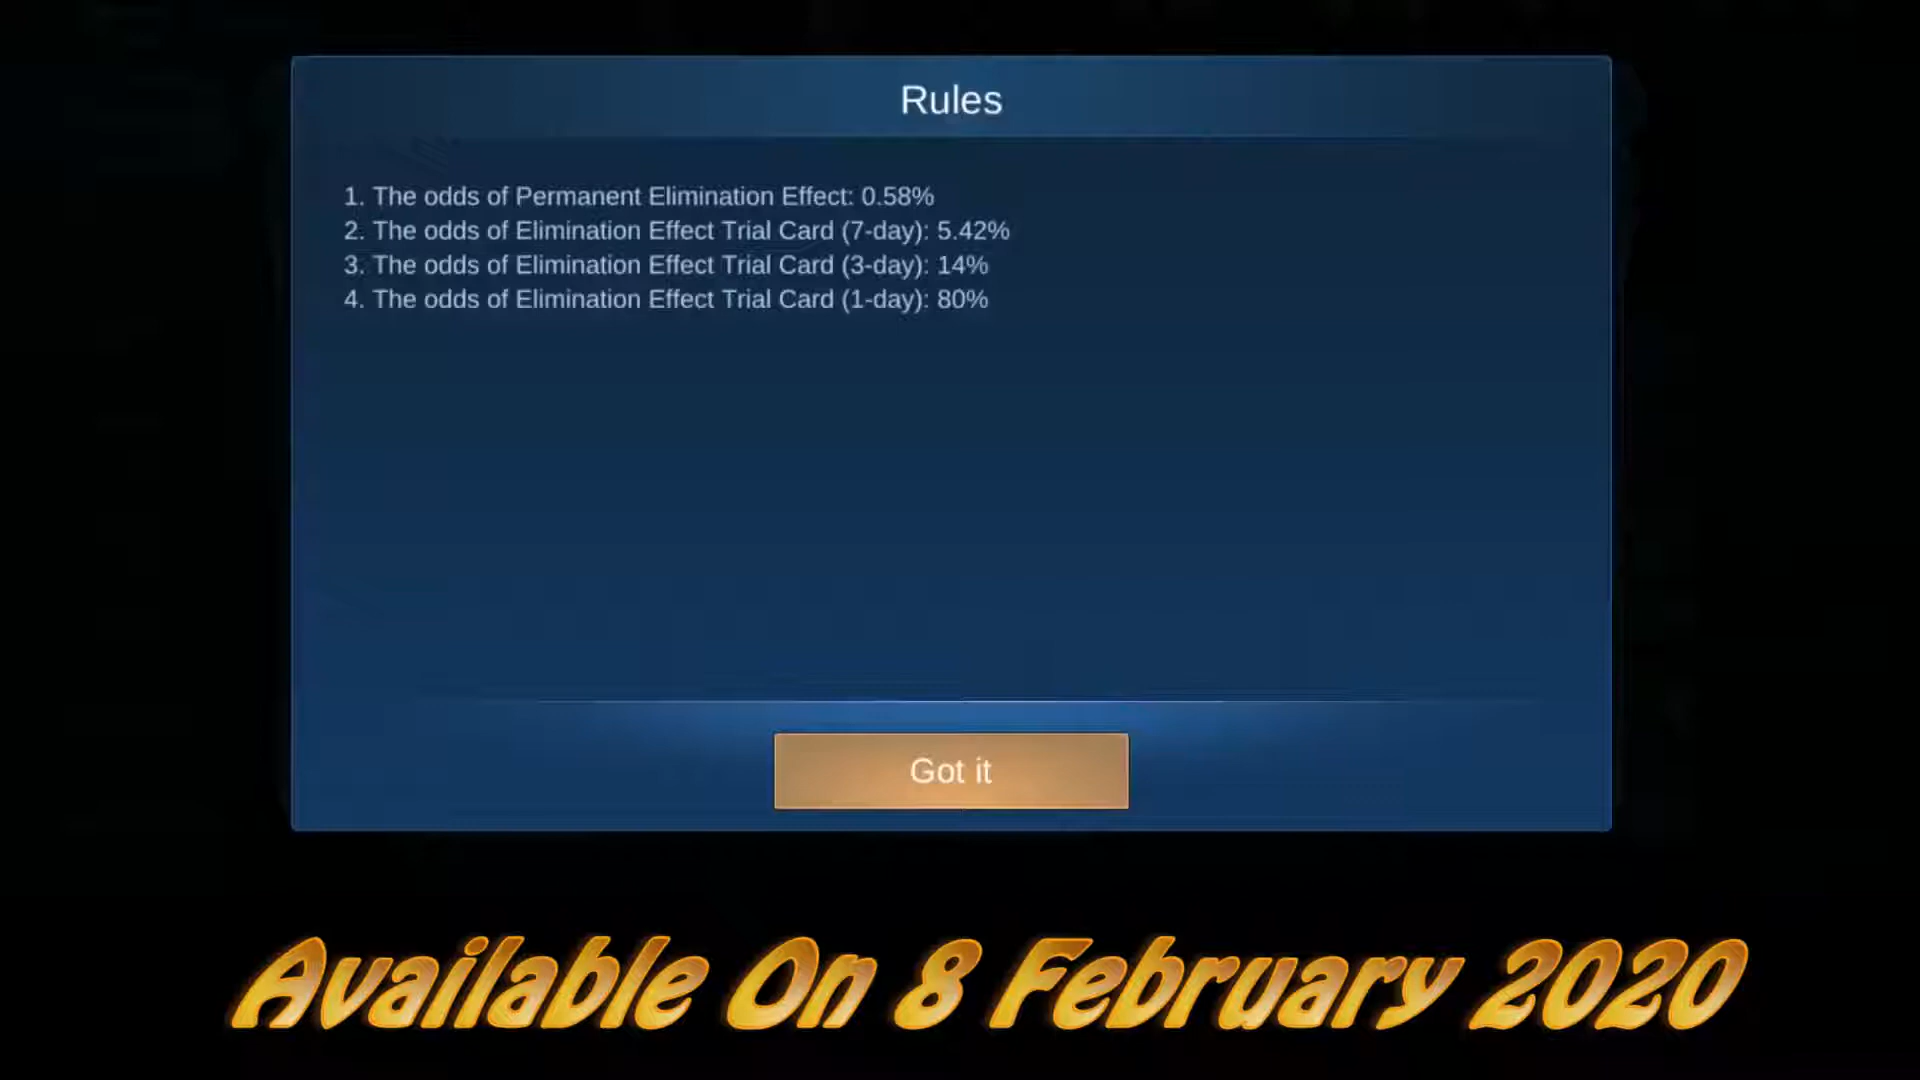 Rules
1. The odds of Permanent Elimination Effect: 0.58%
2. The odds of Elimination Effect Trial Card (7-day): 5.42%
3. The odds of Elimination Effect Trial Card (3-day): 14%
4. The odds of Elimination Effect Trial Card (1-day): 80%
Got it
Available On 8 February 2020